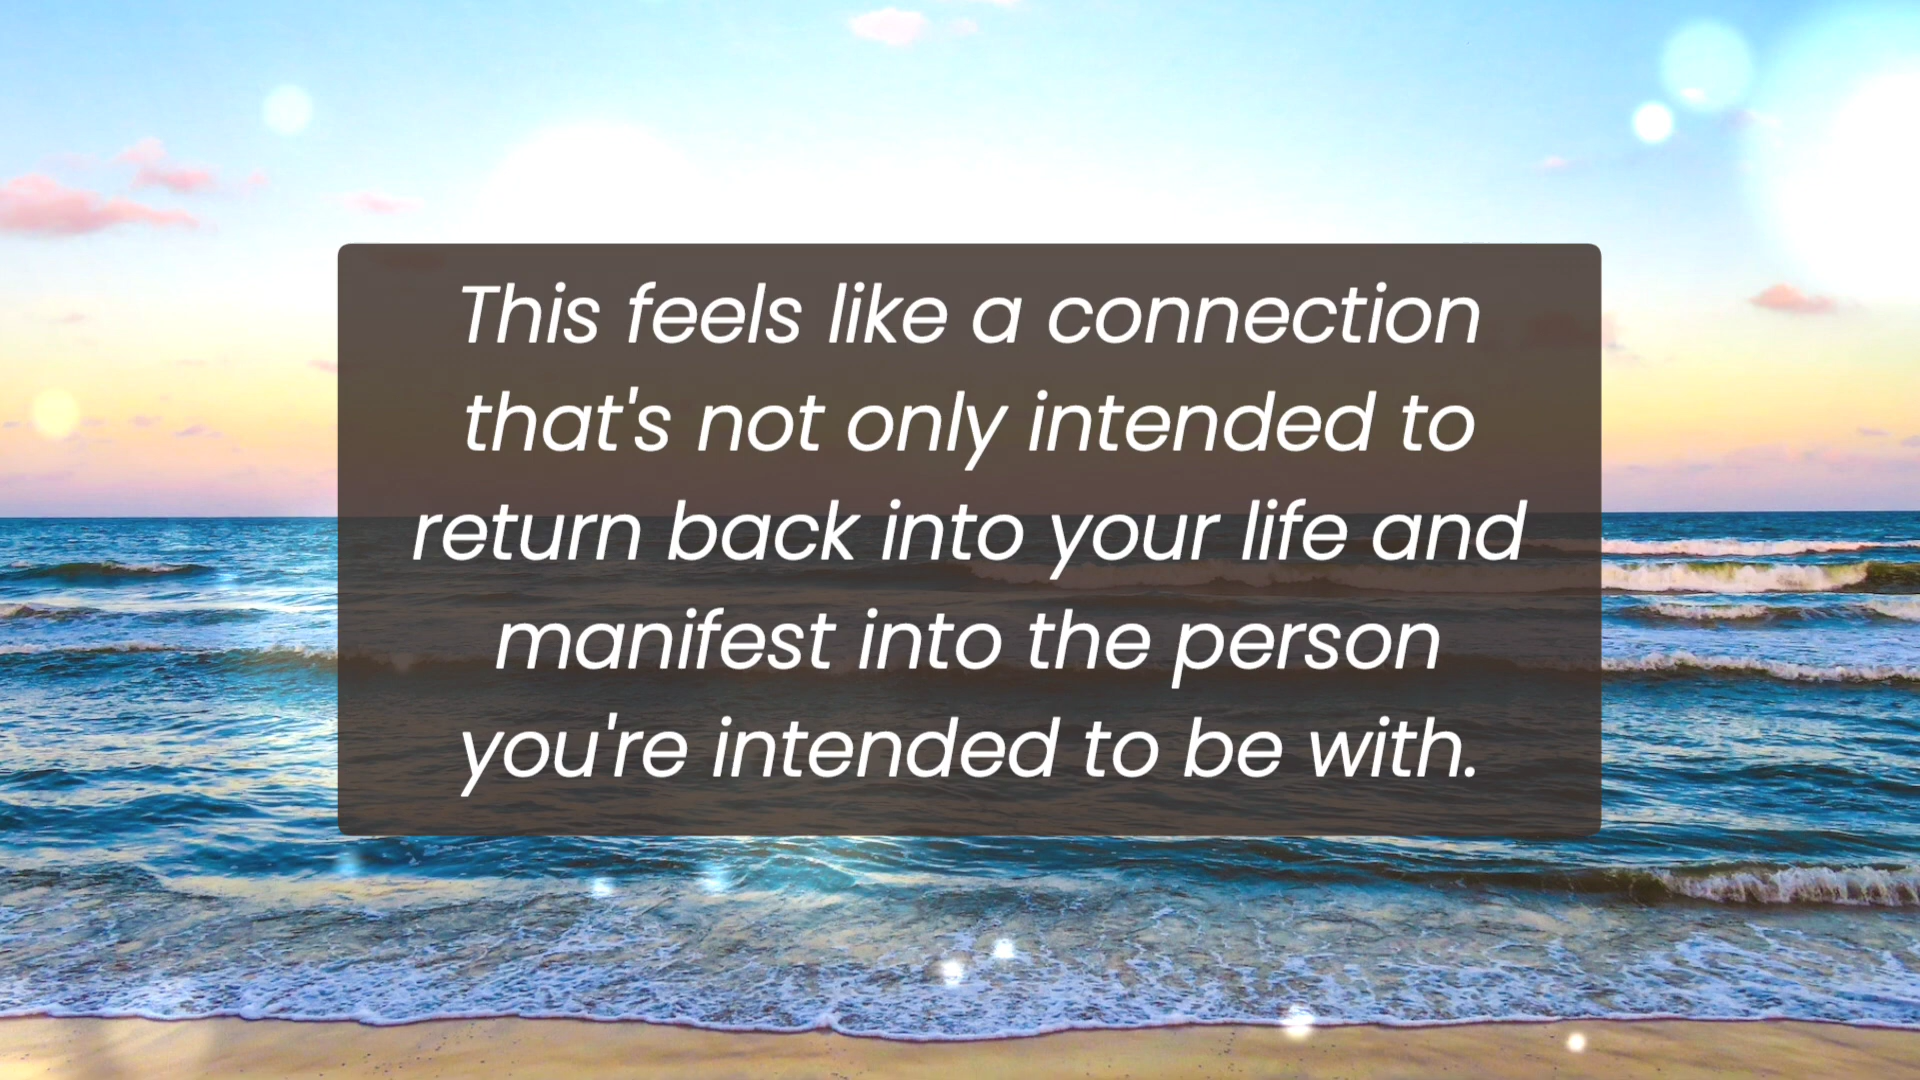 This feels like a connection
that's not only intended to
return back into your life and
manifest into the person
you're intended to be with.